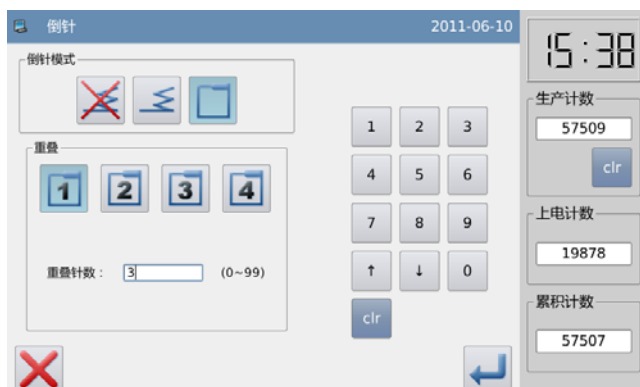 倒针
2011-06-10
15:38
倒针模式
重叠
1
2
3
4
重叠针数：
3
(0~99)
1 2 3
4 5 6
7 8 9
↑ ↓ 0
clr
生产计数
57509
clr
上电计数
19878
累积计数
57507